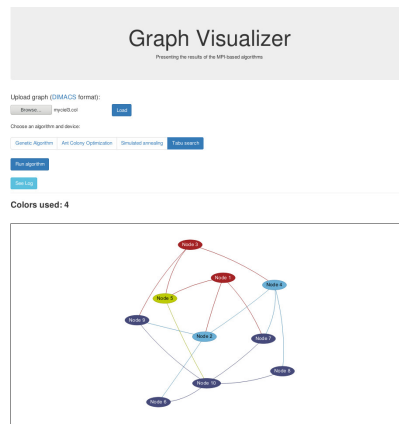 Graph Visualizer
Presenting the results of the MPI-based algorithms
Upload graph (DIMACS format):
Browse... myciel3.col Load
Choose an algorithm and device:
Genetic Algorithm Ant Colony Optimization Simulated annealing Tabu search
Run algorithm
See Log
Colors used: 4
Node 3
Node 1
Node 4
Node 5
Node 9
Node 2
Node 7
Node 8
Node 10
Node 6